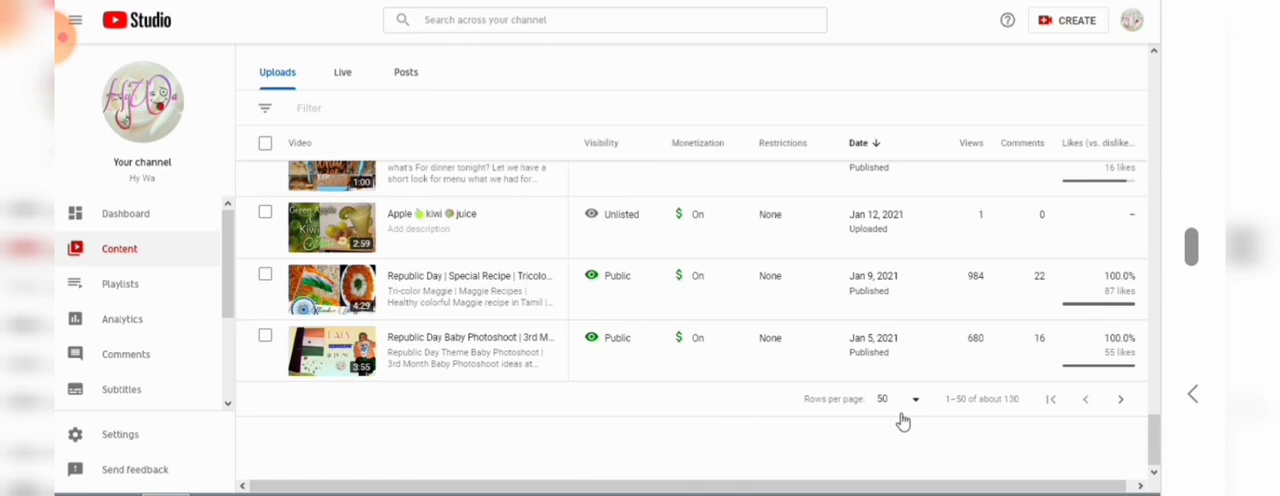 Studio
Search across your channel
CREATE
Your channel
Hy Wa
Dashboard
Content
Playlists
Analytics
Comments
Subtitles
Settings
Send feedback
Uploads Live Posts
Filter
Video Visibility Monetization Restrictions Date Views Comments Likes (vs. dislike...
what's For dinner tonight? Let we have a Published 16 likes
short look for menu what we had for...
1:00
Apple 🍏 kiwi 🥝 juice Unlisted $ On None Jan 12, 2021 1 0 –
Add description Uploaded
Green Apple
&
Kiwi
2:59
Republic Day | Special Recipe | Tricolo... Public $ On None Jan 9, 2021 984 22 100.0%
Tri-color Maggie | Maggie Recipes | Published 87 likes
Healthy colorful Maggie recipe in Tamil |...
4:29
Republic Day Baby Photoshoot | 3rd M... Public $ On None Jan 5, 2021 680 16 100.0%
Republic Day Theme Baby Photoshoot | Published 55 likes
3rd Month Baby Photoshoot ideas at...
3:55
Rows per page: 50 1–50 of about 130